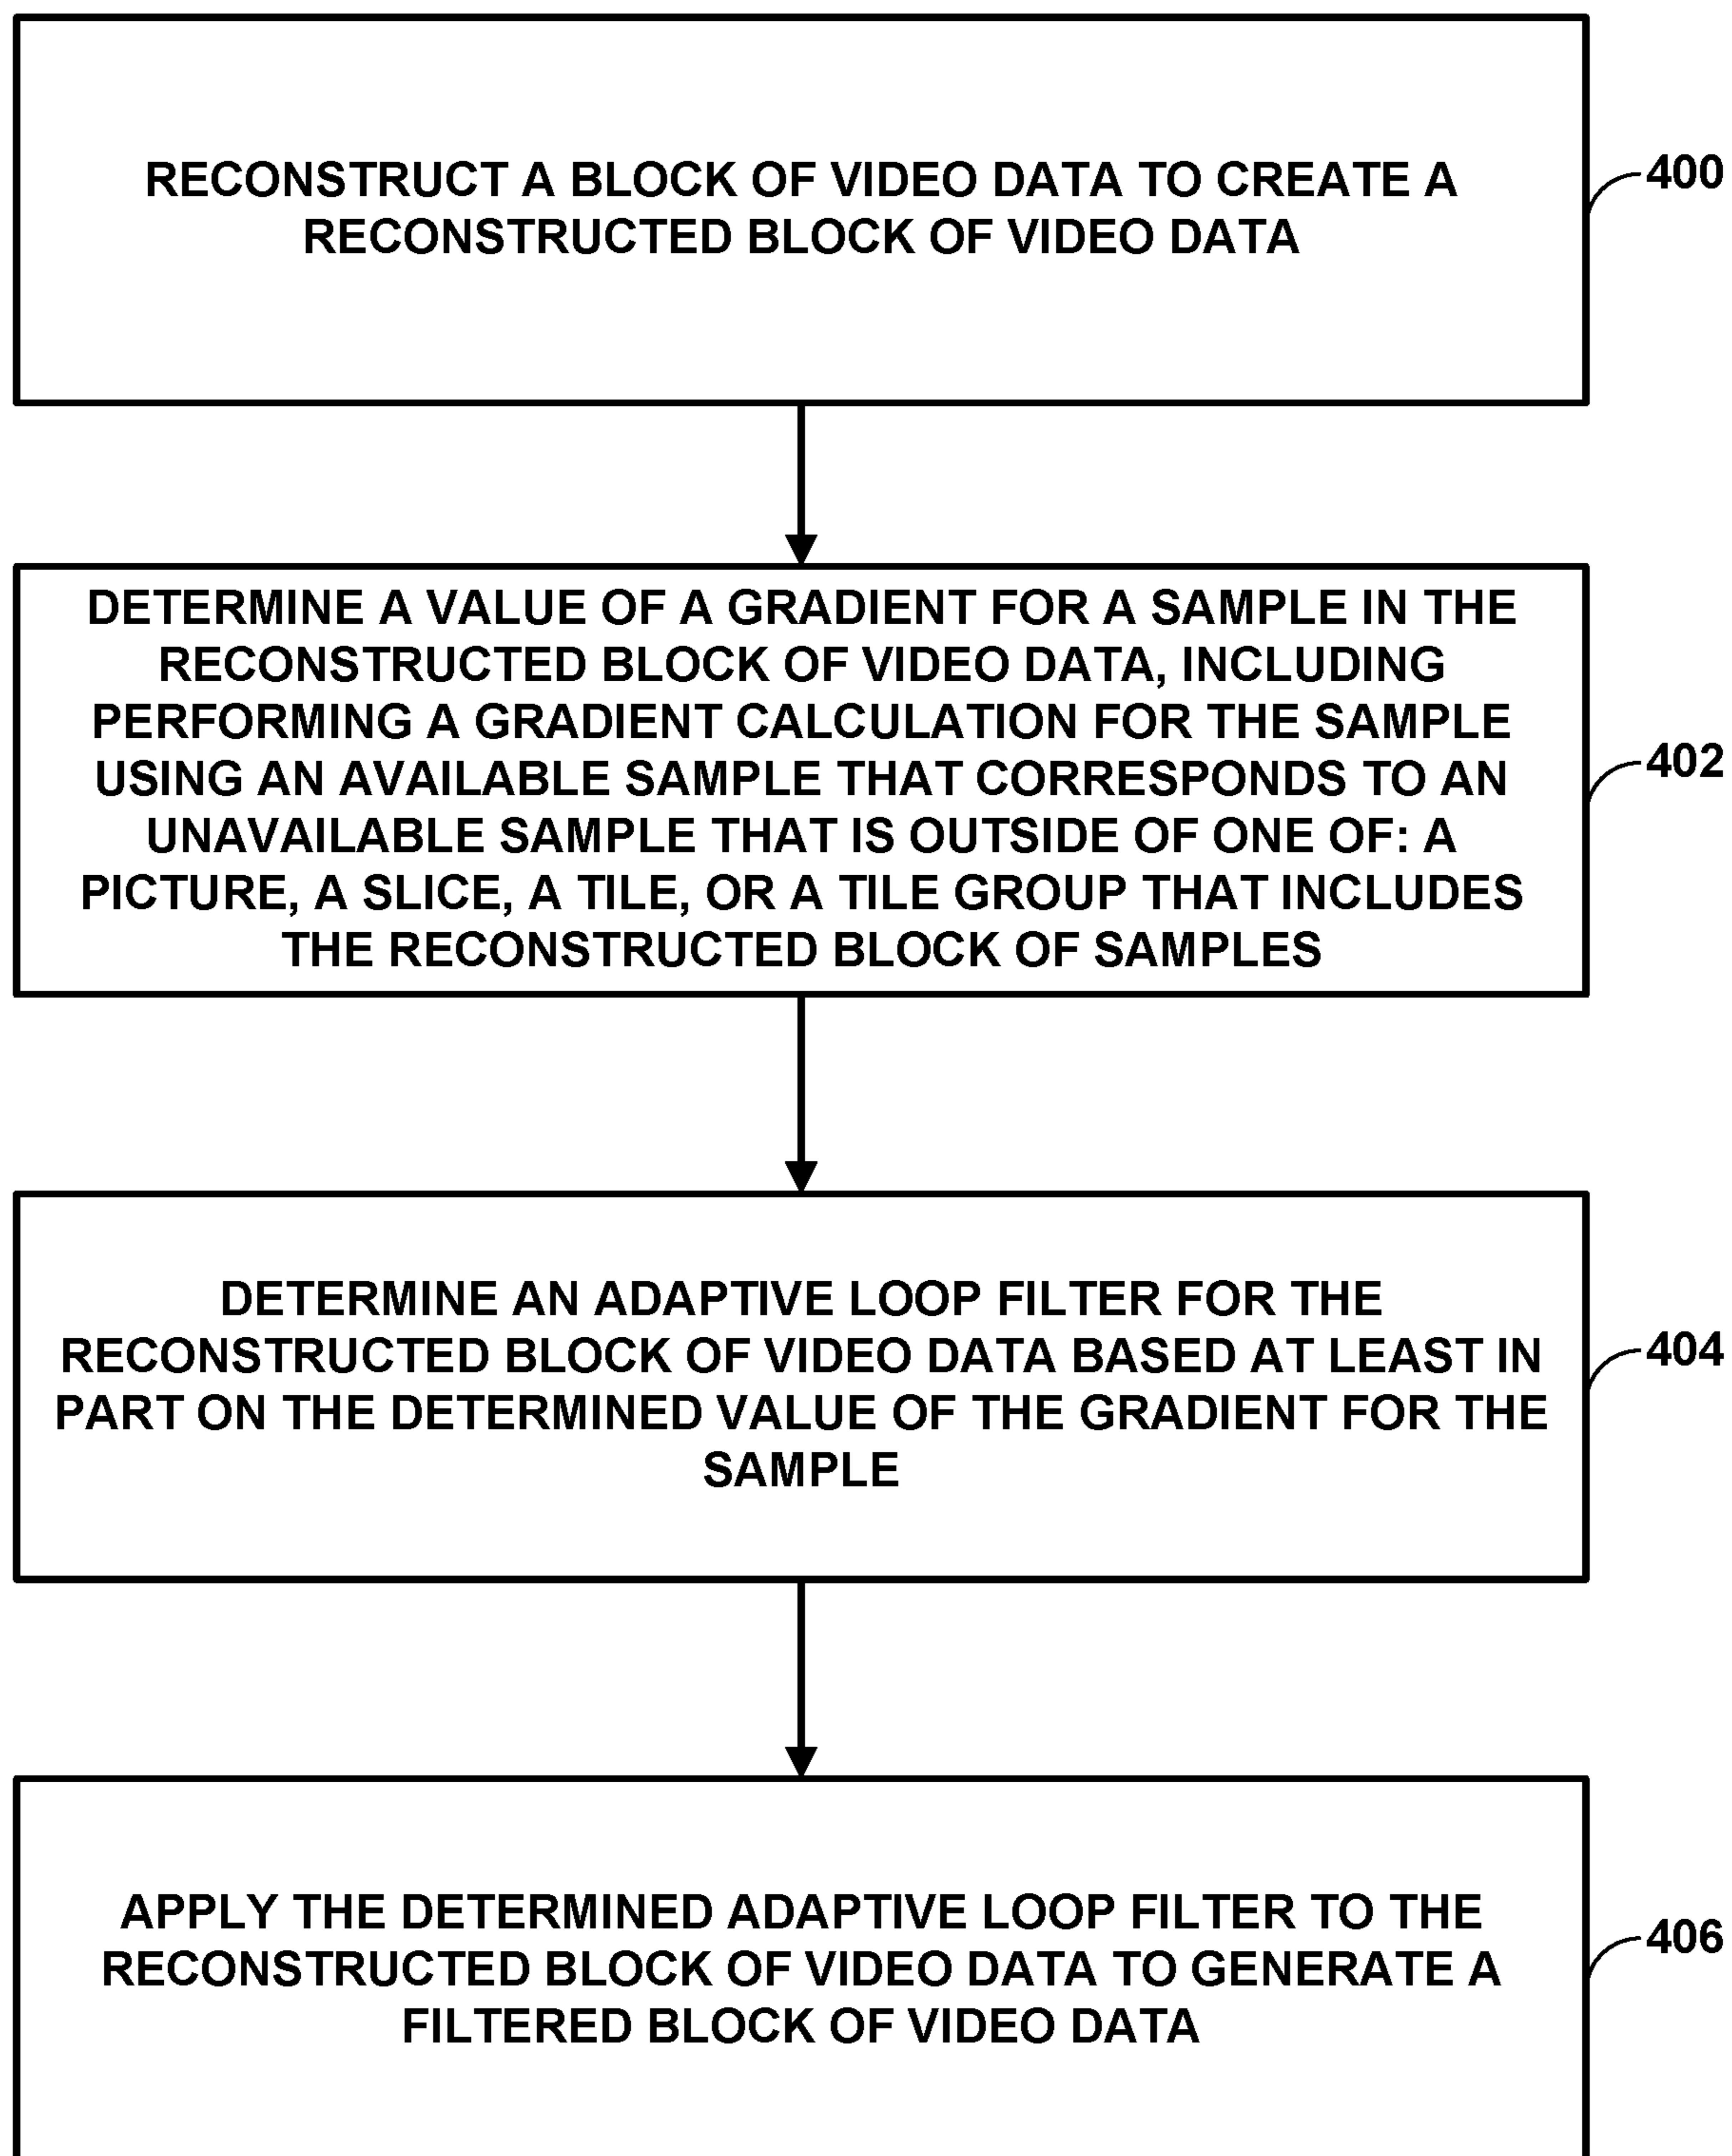 RECONSTRUCT A BLOCK OF VIDEO DATA TO CREATE A
RECONSTRUCTED BLOCK OF VIDEO DATA
400
DETERMINE A VALUE OF A GRADIENT FOR A SAMPLE IN THE
RECONSTRUCTED BLOCK OF VIDEO DATA, INCLUDING
PERFORMING A GRADIENT CALCULATION FOR THE SAMPLE
USING AN AVAILABLE SAMPLE THAT CORRESPONDS TO AN
UNAVAILABLE SAMPLE THAT IS OUTSIDE OF ONE OF: A
PICTURE, A SLICE, A TILE, OR A TILE GROUP THAT INCLUDES
THE RECONSTRUCTED BLOCK OF SAMPLES
402
DETERMINE AN ADAPTIVE LOOP FILTER FOR THE
RECONSTRUCTED BLOCK OF VIDEO DATA BASED AT LEAST IN
PART ON THE DETERMINED VALUE OF THE GRADIENT FOR THE
SAMPLE
404
APPLY THE DETERMINED ADAPTIVE LOOP FILTER TO THE
RECONSTRUCTED BLOCK OF VIDEO DATA TO GENERATE A
FILTERED BLOCK OF VIDEO DATA
406